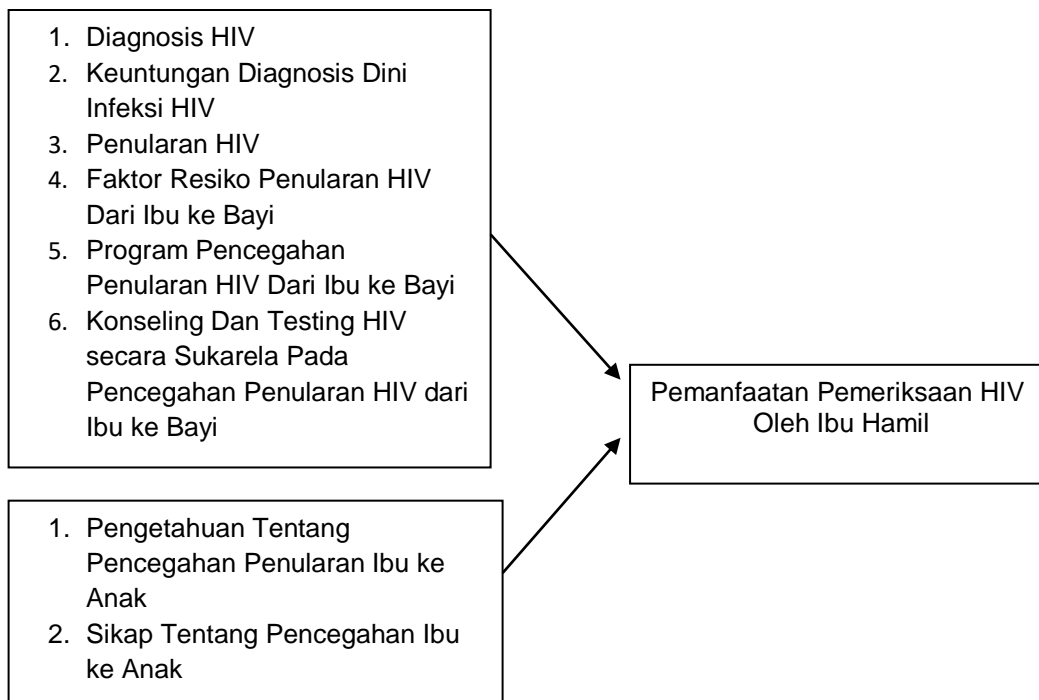 1. Diagnosis HIV
2. Keuntungan Diagnosis Dini
Infeksi HIV
3. Penularan HIV
4. Faktor Resiko Penularan HIV
Dari Ibu ke Bayi
5. Program Pencegahan
Penularan HIV Dari Ibu ke Bayi
6. Konseling Dan Testing HIV
secara Sukarela Pada
Pencegahan Penularan HIV dari
Ibu ke Bayi
Pemanfaatan Pemeriksaan HIV
Oleh Ibu Hamil
1. Pengetahuan Tentang
Pencegahan Penularan Ibu ke
Anak
2. Sikap Tentang Pencegahan Ibu
ke Anak